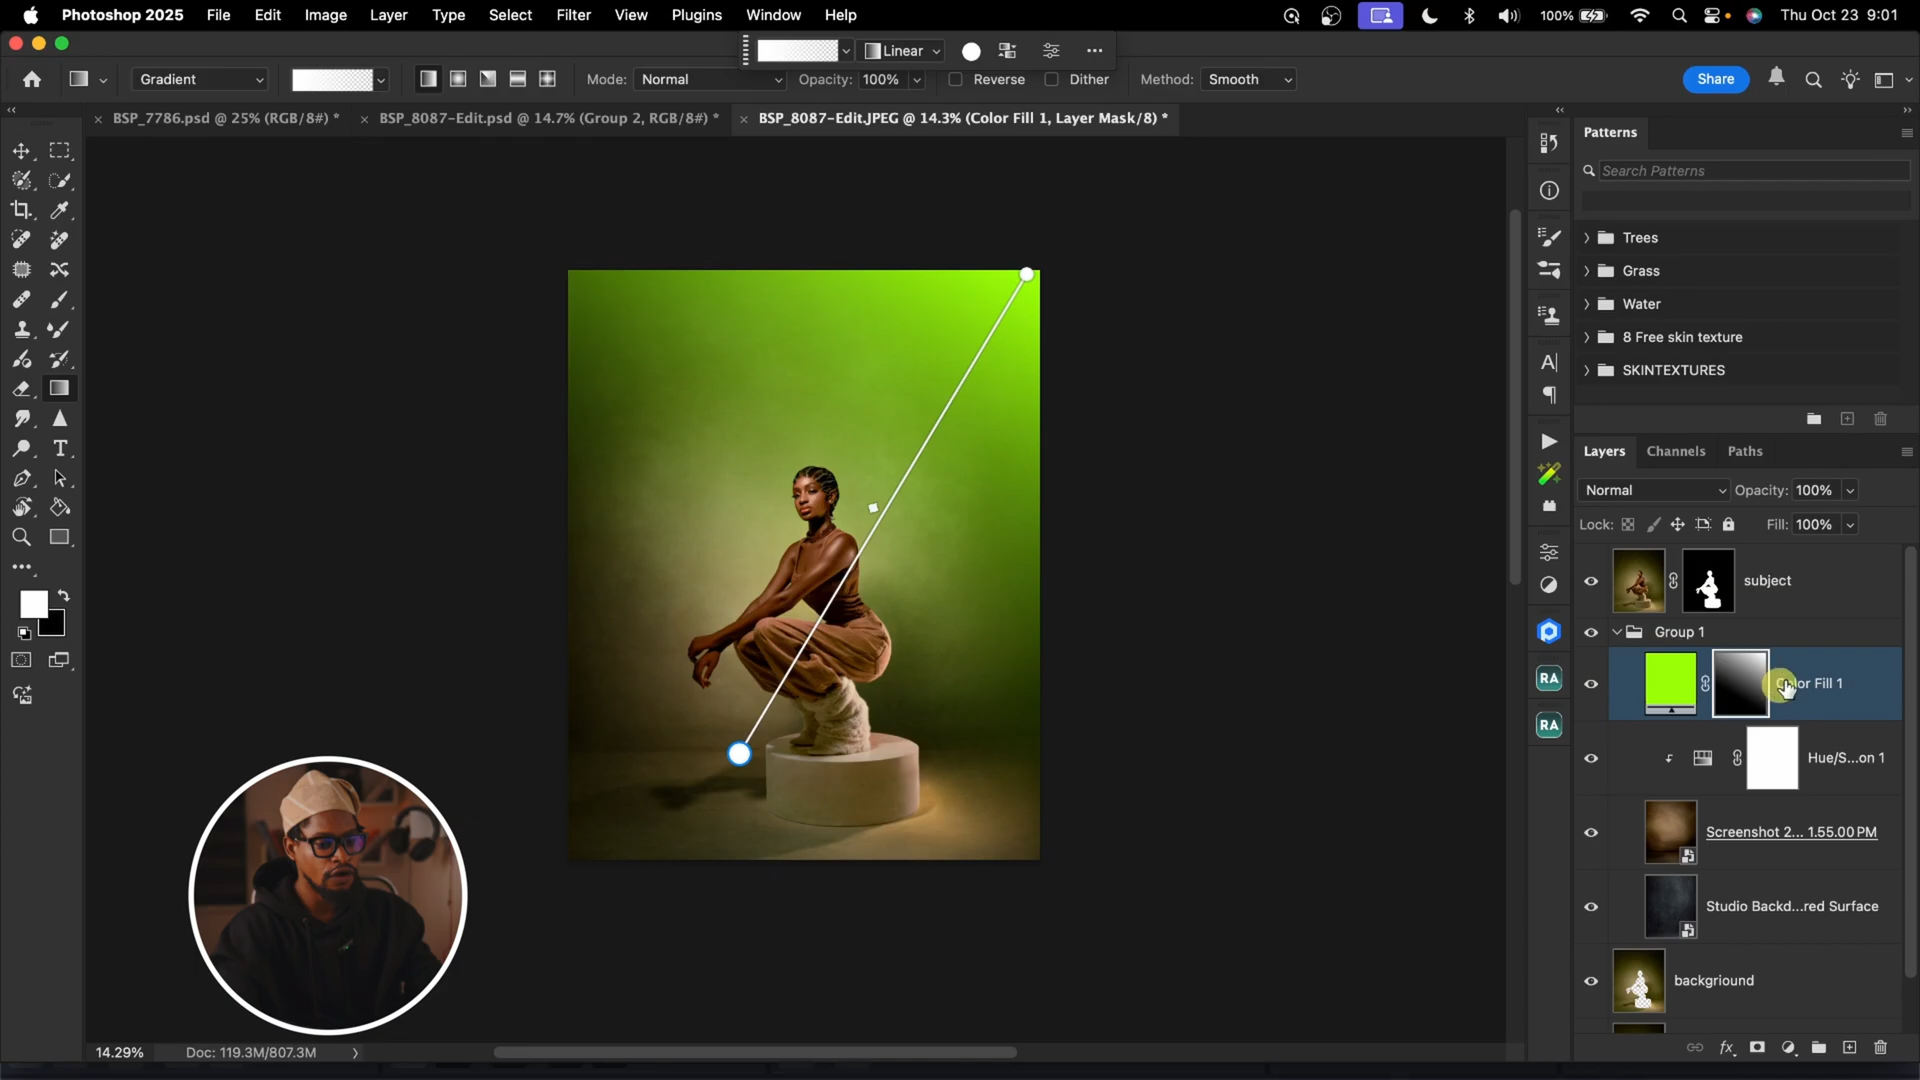 Photoshop 2025 File Edit Image Layer Type Select Filter View Plugins Window Help 100% Thu Oct 23 9:01
Linear
Gradient Mode: Normal Opacity: 100% Reverse Dither Method: Smooth Share
BSP_7786.psd @ 25% (RGB/8#) * BSP_8087-Edit.psd @ 14.7% (Group 2, RGB/8#) * BSP_8087-Edit.JPEG @ 14.3% (Color Fill 1, Layer Mask/8) *
Patterns
Search Patterns
Trees
Grass
Water
8 Free skin texture
SKINTEXTURES
Layers Channels Paths
Normal Opacity: 100%
Lock: Fill: 100%
subject
Group 1
Color Fill 1
Hue/S...on 1
Screenshot 2... 1.55.00 PM
Studio Backd...red Surface
background
RA
RA
14.29% Doc: 119.3M/807.3M